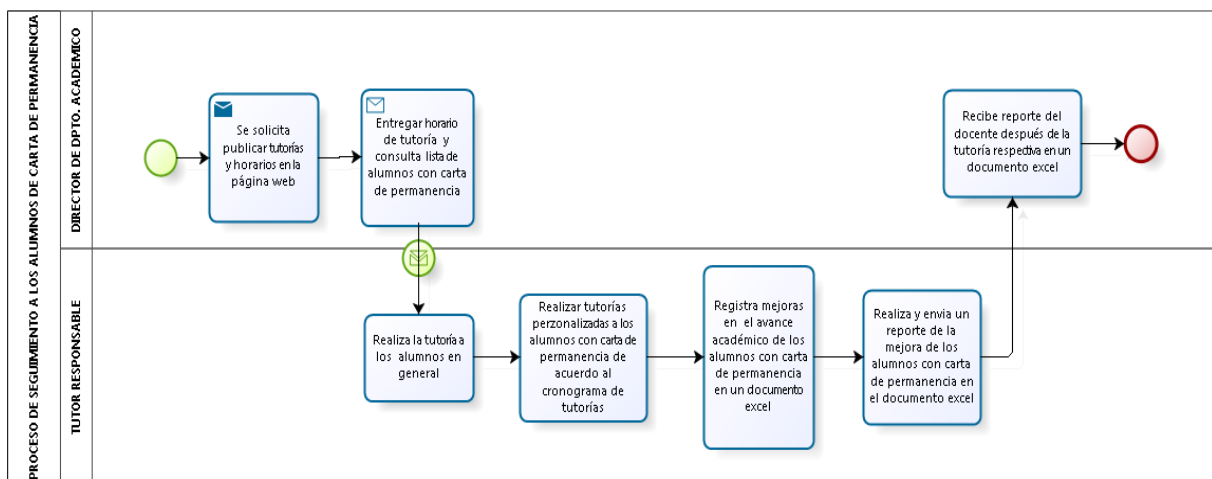 PROCESO DE SEGUIMIENTO A LOS ALUMNOS DE CARTA DE PERMANENCIA
DIRECTOR DE DPTO. ACADEMICO
Se solicita
publicar tutorías
y horarios en la
página web
Entregar horario
de tutoría y
consulta lista de
alumnos con carta
de permanencia
Recibe reporte del
docente después de la
tutoría respectiva en un
documento excel
TUTOR RESPONSABLE
Realiza la tutoría a
los alumnos en
general
Realizar tutorías
perzonalizadas a los
alumnos con carta de
permanencia de
acuerdo al
cronograma de
tutorías
Registra mejoras
en el avance
académico de los
alumnos con carta
de permanencia
en un documento
excel
Realiza y envia un
reporte de la
mejora de los
alumnos con carta
de permanencia en
el documento excel